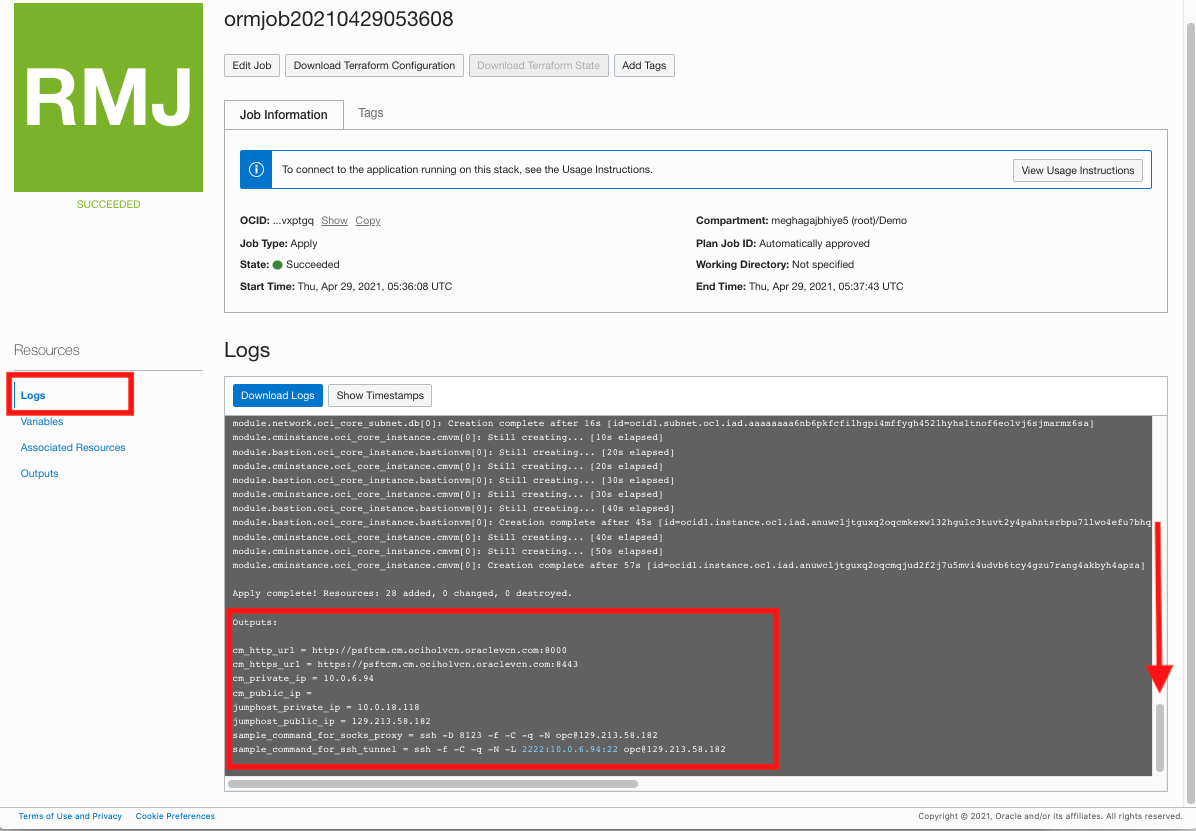 RMJ
SUCCEEDED
ormjob20210429053608
Edit Job Download Terraform Configuration Download Terraform State Add Tags
Job Information Tags
To connect to the application running on this stack, see the Usage Instructions. View Usage Instructions
OCID: ...vxptgq Show Copy
Compartment: meghagajbhiye5 (root)/Demo
Job Type: Apply
Plan Job ID: Automatically approved
State: Succeeded
Working Directory: Not specified
Start Time: Thu, Apr 29, 2021, 05:36:08 UTC
End Time: Thu, Apr 29, 2021, 05:37:43 UTC
Resources
Logs
Variables
Associated Resources
Outputs
Logs
Download Logs Show Timestamps
module.network.oci_core_subnet.db[0]: Creation complete after 16s [id=ocid1.subnet.oc1.iad.aaaaaaaa6nb6pkfcfilhgpi4mffygh452lhyhsltnof6eolvj6sjmarmz6sa]
module.cminstance.oci_core_instance.cmvm[0]: Still creating... [10s elapsed]
module.bastion.oci_core_instance.bastionvm[0]: Still creating... [20s elapsed]
module.cminstance.oci_core_instance.cmvm[0]: Still creating... [20s elapsed]
module.bastion.oci_core_instance.bastionvm[0]: Still creating... [30s elapsed]
module.cminstance.oci_core_instance.cmvm[0]: Still creating... [30s elapsed]
module.bastion.oci_core_instance.bastionvm[0]: Still creating... [40s elapsed]
module.bastion.oci_core_instance.bastionvm[0]: Creation complete after 45s [id=ocid1.instance.oc1.iad.anuwcljtguxq2oqcmkexwl32hgulc3tuvt2y4pahntsrbpu7llwo4efu7bhq
module.cminstance.oci_core_instance.cmvm[0]: Still creating... [40s elapsed]
module.cminstance.oci_core_instance.cmvm[0]: Still creating... [50s elapsed]
module.cminstance.oci_core_instance.cmvm[0]: Creation complete after 57s [id=ocid1.instance.oc1.iad.anuwcljtguxq2oqcmqjud2f2j7u5mvi4udvb6tcy4gzu7rang4akbyh4apza]
Apply complete! Resources: 28 added, 0 changed, 0 destroyed.
Outputs:
cm_http_url = http://psftcm.cm.ociholvcn.oraclevcn.com:8000
cm_https_url = https://psftcm.cm.ociholvcn.oraclevcn.com:8443
cm_private_ip = 10.0.6.94
cm_public_ip =
jumphost_private_ip = 10.0.18.118
jumphost_public_ip = 129.213.58.182
sample_command_for_socks_proxy = ssh -D 8123 -f -C -q -N opc@129.213.58.182
sample_command_for_ssh_tunnel = ssh -f -C -q -N -L 2222:10.0.6.94:22 opc@129.213.58.182
Terms of Use and Privacy Cookie Preferences
Copyright © 2021, Oracle and/or its affiliates. All rights reserved.